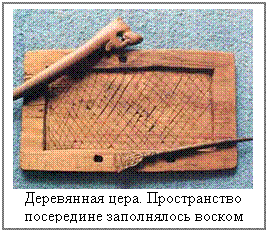 Деревянная цера. Пространство
посередине заполнялось воском